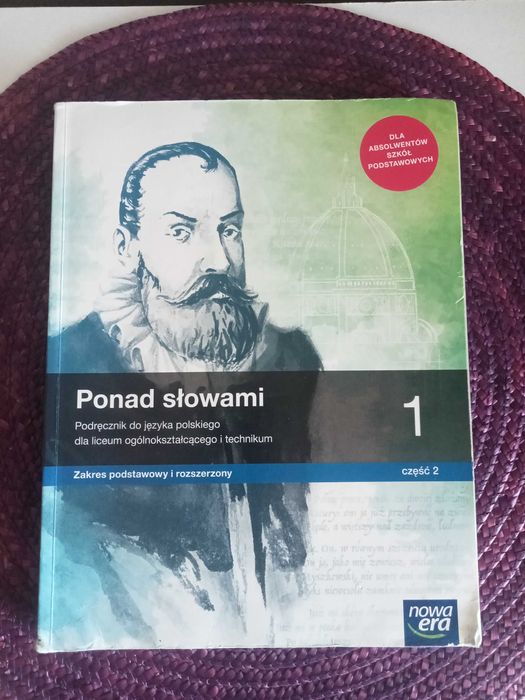 DLA
ABSOLWENTÓW
SZKÓŁ
PODSTAWOWYCH
Ponad słowami
1
Podręcznik do języka polskiego
dla liceum ogólnokształcącego i technikum
Zakres podstawowy i rozszerzony
część 2
nowa
era